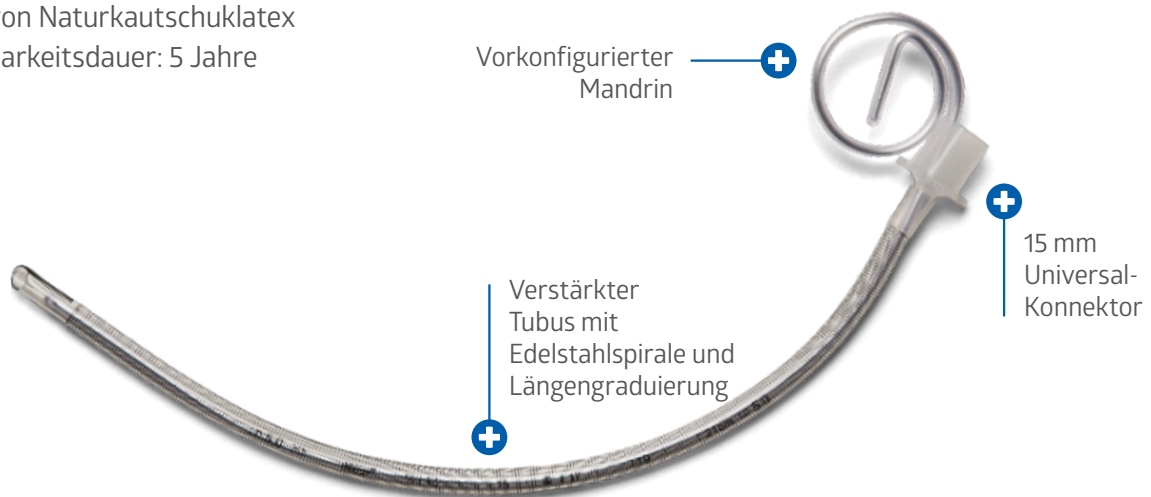 on Naturkautschuklatex
arkeitsdauer: 5 Jahre
Vorkonfigurierter
Mandrin
15 mm
Universal-
Konnektor
Verstärkter
Tubus mit
Edelstahlspirale und
Längengraduierung